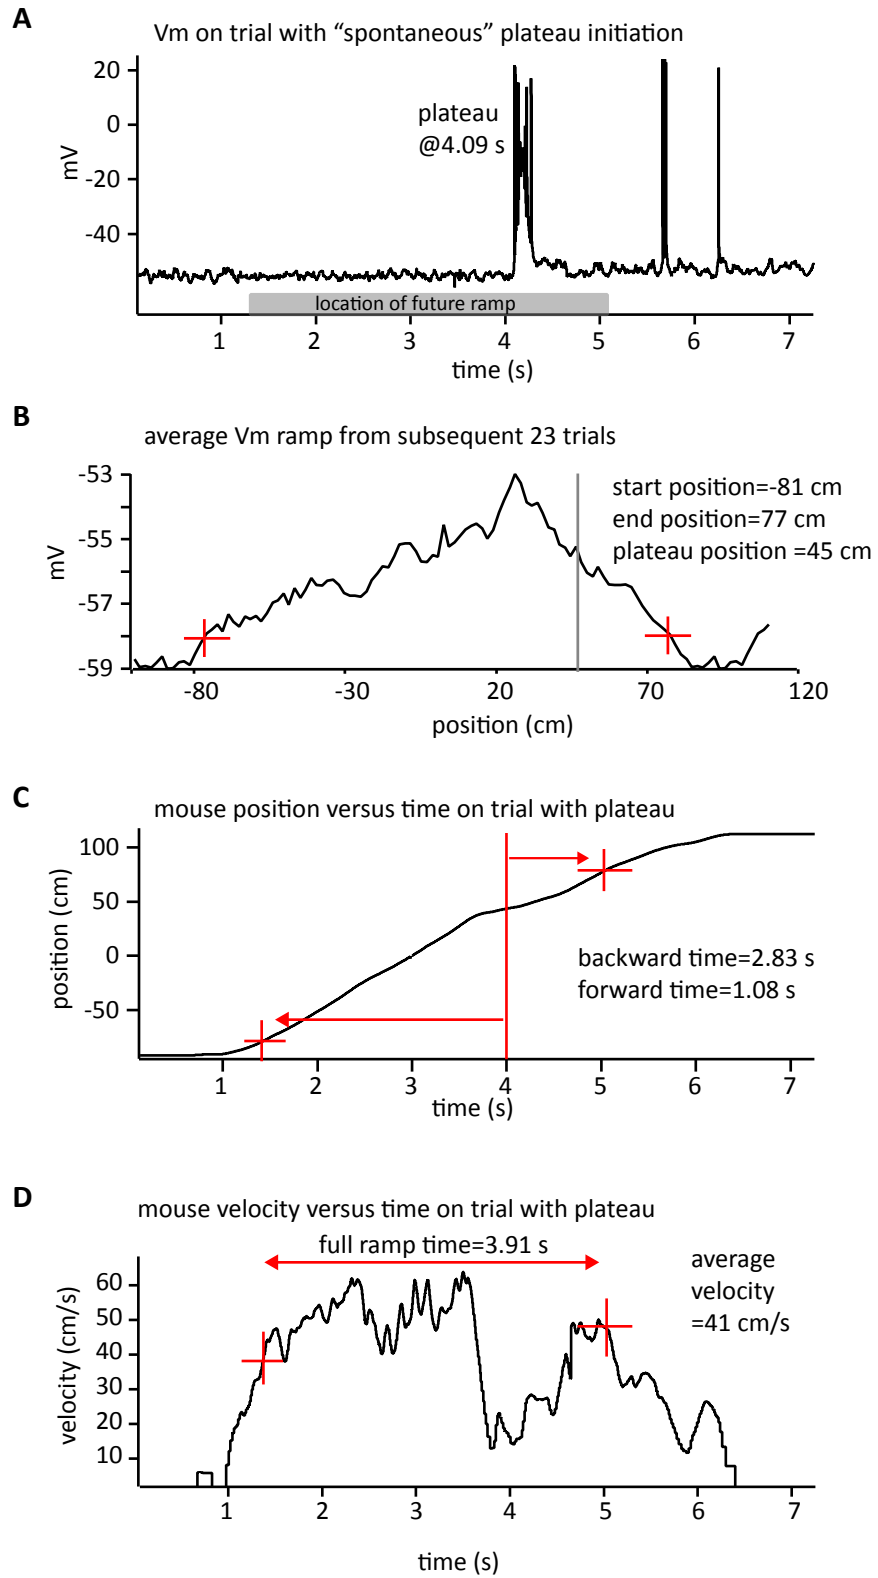 A
Vm on trial with “spontaneous” plateau initiation
20
0
-20
-40
mV
plateau
@4.09 s
location of future ramp
1 2 3 4 5 6 7
time (s)
B
average Vm ramp from subsequent 23 trials
-53
-55
-57
-59
mV
start position=-81 cm
end position=77 cm
plateau position =45 cm
-80 -30 20 70 120
position (cm)
C
mouse position versus time on trial with plateau
100
50
0
-50
position (cm)
backward time=2.83 s
forward time=1.08 s
1 2 3 4 5 6 7
time (s)
D
mouse velocity versus time on trial with plateau
full ramp time=3.91 s
average
velocity
=41 cm/s
60
50
40
30
20
10
velocity (cm/s)
1 2 3 4 5 6 7
time (s)